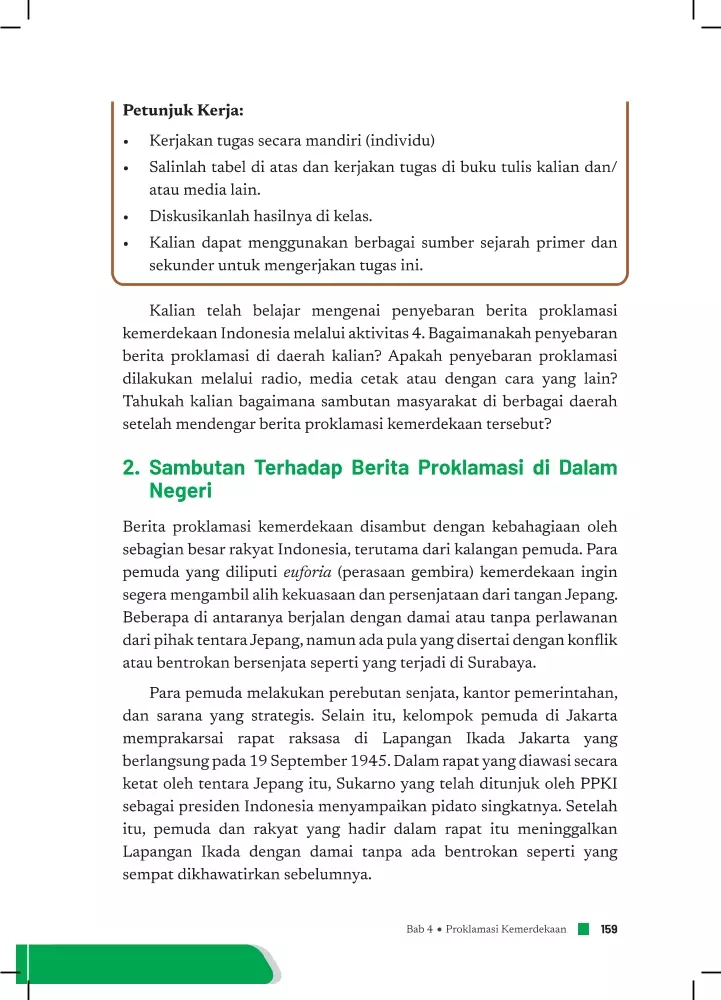 Petunjuk Kerja:
• Kerjakan tugas secara mandiri (individu)
• Salinlah tabel di atas dan kerjakan tugas di buku tulis kalian dan/
atau media lain.
• Diskusikanlah hasilnya di kelas.
• Kalian dapat menggunakan berbagai sumber sejarah primer dan
sekunder untuk mengerjakan tugas ini.
Kalian telah belajar mengenai penyebaran berita proklamasi
kemerdekaan Indonesia melalui aktivitas 4. Bagaimanakah penyebaran
berita proklamasi di daerah kalian? Apakah penyebaran proklamasi
dilakukan melalui radio, media cetak atau dengan cara yang lain?
Tahukah kalian bagaimana sambutan masyarakat di berbagai daerah
setelah mendengar berita proklamasi kemerdekaan tersebut?
2. Sambutan Terhadap Berita Proklamasi di Dalam
Negeri
Berita proklamasi kemerdekaan disambut dengan kebahagiaan oleh
sebagian besar rakyat Indonesia, terutama dari kalangan pemuda. Para
pemuda yang diliputi euforia (perasaan gembira) kemerdekaan ingin
segera mengambil alih kekuasaan dan persenjataan dari tangan Jepang.
Beberapa di antaranya berjalan dengan damai atau tanpa perlawanan
dari pihak tentara Jepang, namun ada pula yang disertai dengan konflik
atau bentrokan bersenjata seperti yang terjadi di Surabaya.
Para pemuda melakukan perebutan senjata, kantor pemerintahan,
dan sarana yang strategis. Selain itu, kelompok pemuda di Jakarta
memprakarsai rapat raksasa di Lapangan Ikada Jakarta yang
berlangsung pada 19 September 1945. Dalam rapat yang diawasi secara
ketat oleh tentara Jepang itu, Sukarno yang telah ditunjuk oleh PPKI
sebagai presiden Indonesia menyampaikan pidato singkatnya. Setelah
itu, pemuda dan rakyat yang hadir dalam rapat itu meninggalkan
Lapangan Ikada dengan damai tanpa ada bentrokan seperti yang
sempat dikhawatirkan sebelumnya.
Bab 4 • Proklamasi Kemerdekaan 159